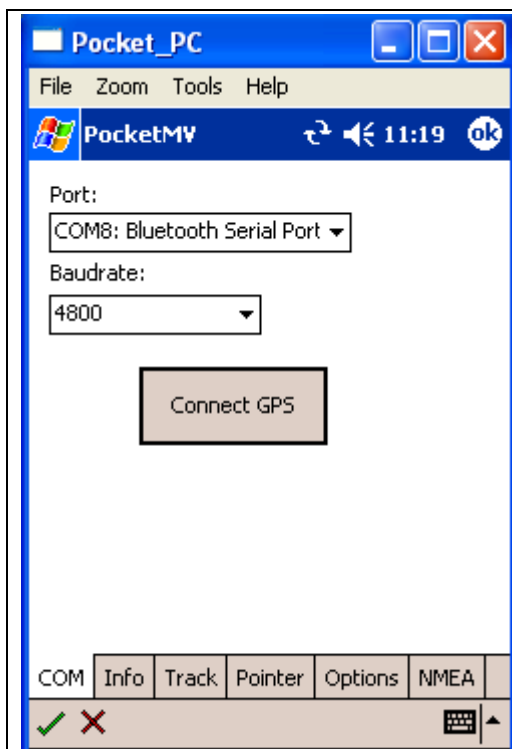 Pocket_PC
File Zoom Tools Help
PocketMV 11:19 ok
Port:
COM8: Bluetooth Serial Port
Baudrate:
4800
Connect GPS
COM Info Track Pointer Options NMEA